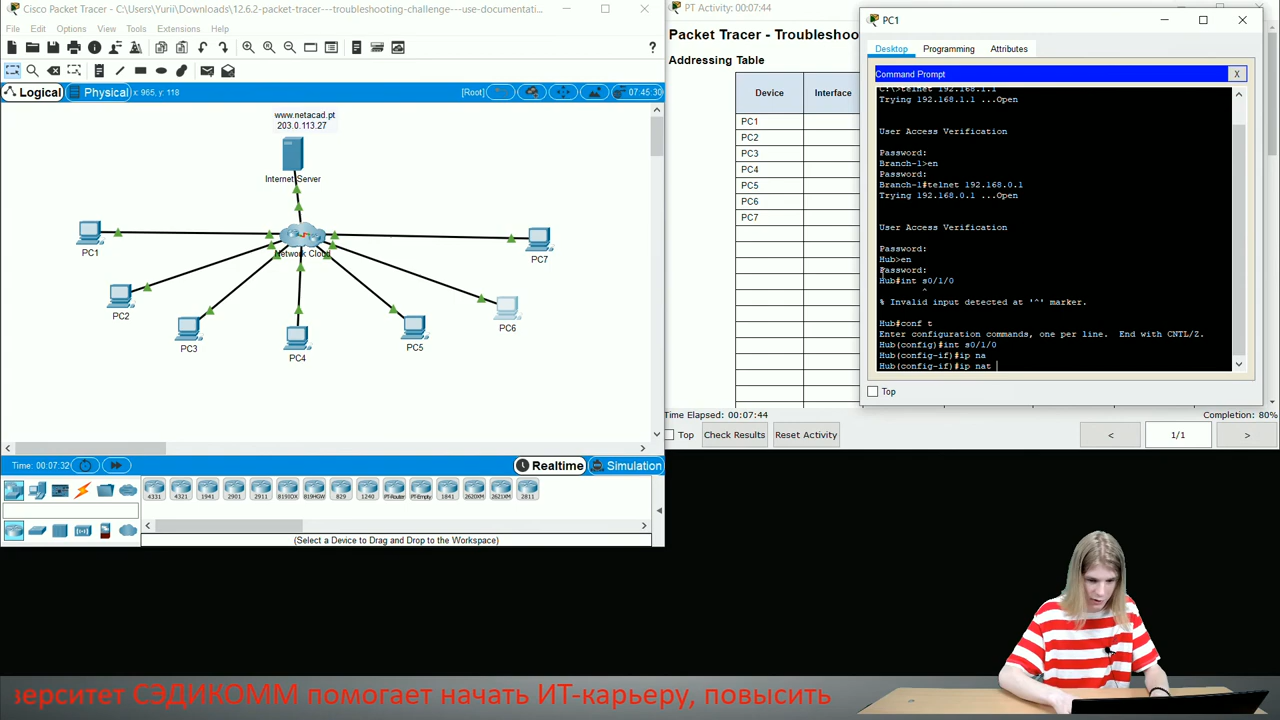 Cisco Packet Tracer - C:\Users\Yurii\Downloads\12.6.2-packet-tracer---troubleshooting-challenge---use-documentat...
File Edit Options View Tools Extensions Help
Logical Physical x: 965, y: 118 [Root] 07:45:30
www.netacad.pt
203.0.113.27
Internet Server
PC1
Network Cloud
PC7
PC2
PC6
PC3
PC4
PC5
Time: 00:07:32 Realtime Simulation
4331 4321 1941 2901 2911 819IOX 819HGW 829 1240 PT-Router PT-Empty 1841 2620XM 2621XM 2811
(Select a Device to Drag and Drop to the Workspace)
PT Activity: 00:07:44
Packet Tracer - Troubleshoo
Addressing Table
Device Interface
PC1
PC2
PC3
PC4
PC5
PC6
PC7
Time Elapsed: 00:07:44 Completion: 80%
Top Check Results Reset Activity < 1/1 >
PC1
Desktop Programming Attributes
Command Prompt X
C:\>telnet 192.168.1.1
Trying 192.168.1.1 ...Open
User Access Verification
Password:
Branch-1>en
Password:
Branch-1#telnet 192.168.0.1
Trying 192.168.0.1 ...Open
User Access Verification
Password:
Hub>en
Password:
Hub#int s0/1/0
^
% Invalid input detected at '^' marker.
Hub#conf t
Enter configuration commands, one per line. End with CNTL/Z.
Hub(config)#int s0/1/0
Hub(config-if)#ip na
Hub(config-if)#ip nat
Top
верситет СЭДИКОММ помогает начать ИТ-карьеру, повысить